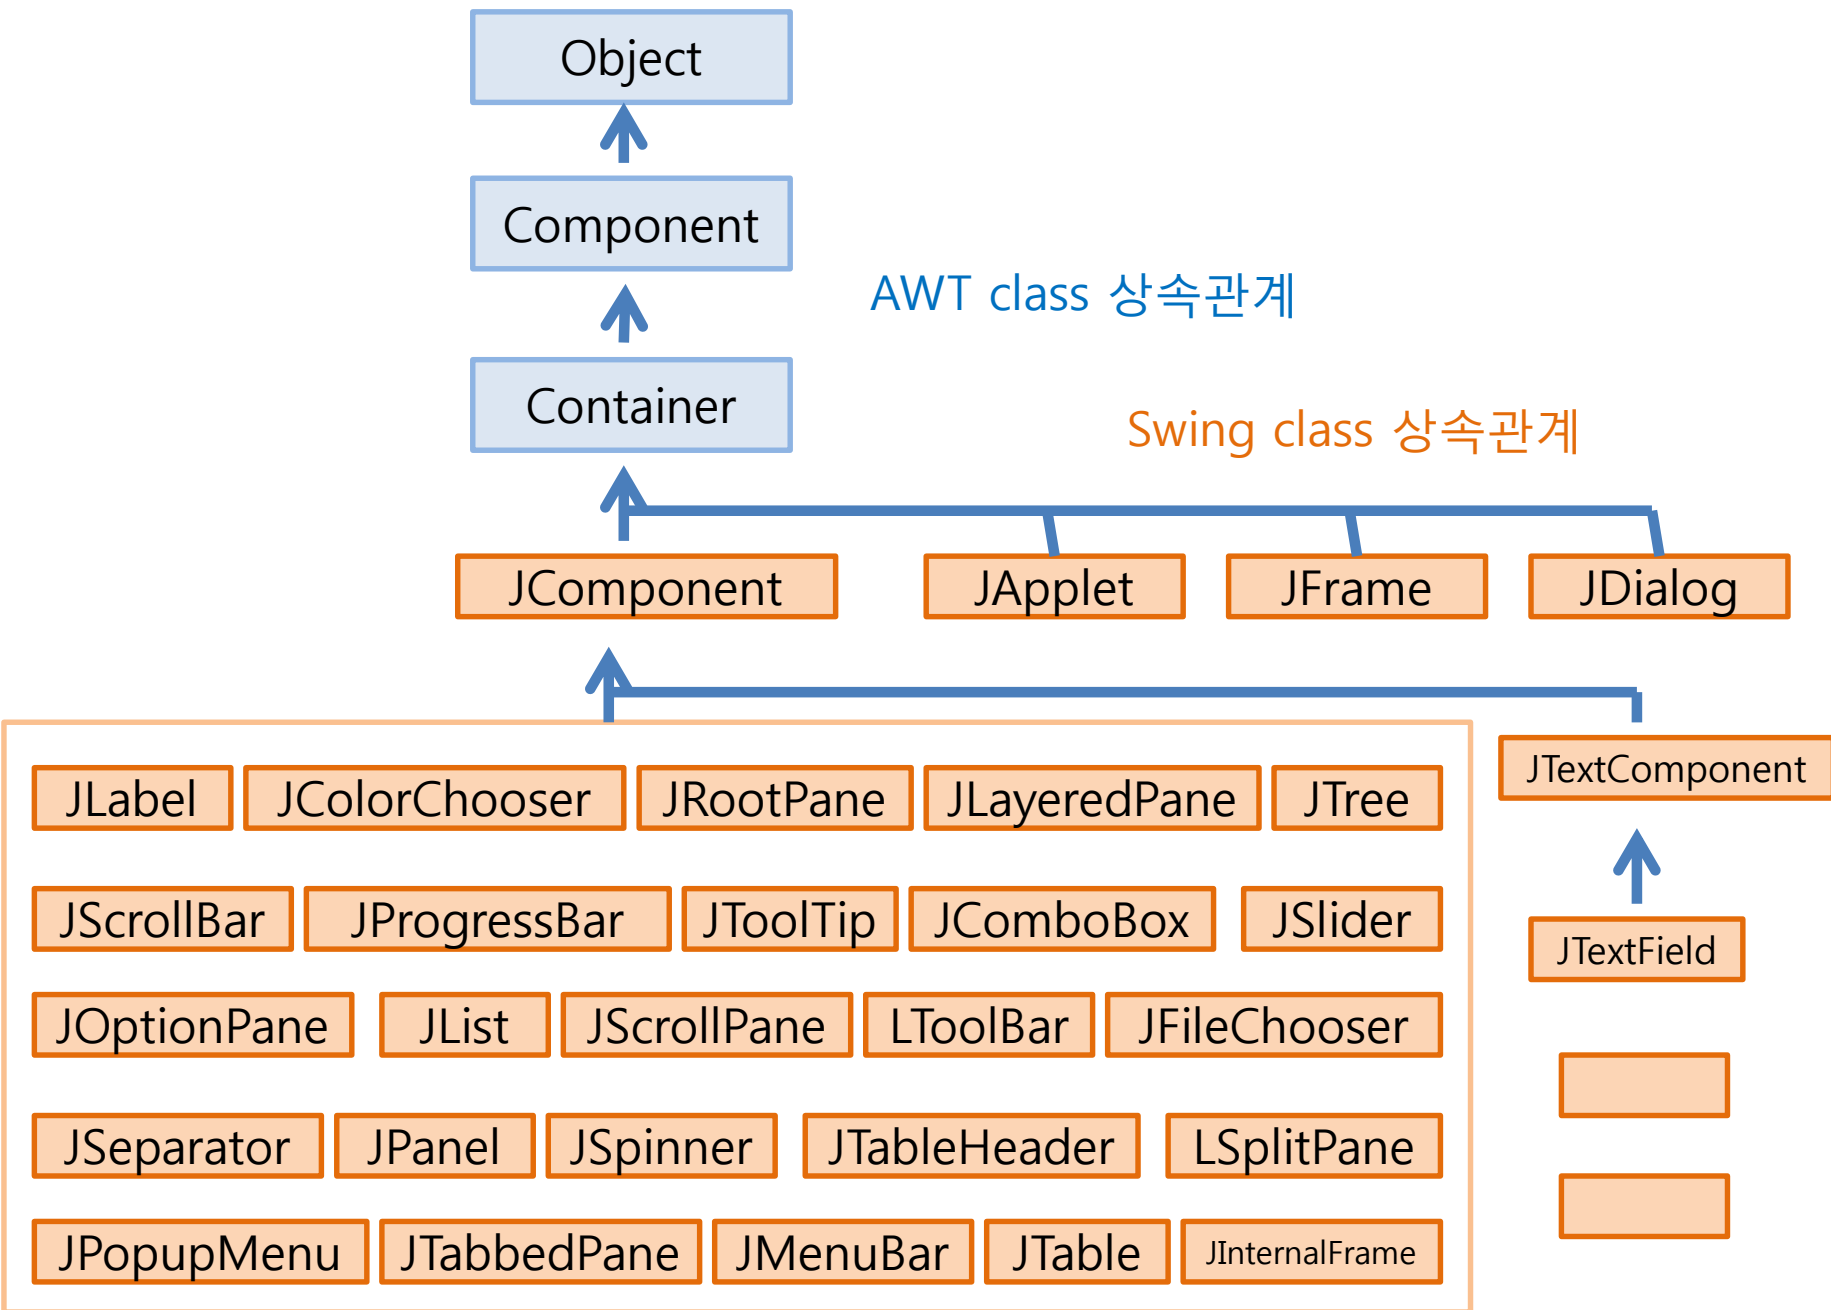 Object
Component
AWT class 상속관계
Container
Swing class 상속관계
JComponent JApplet JFrame JDialog
JTextComponent
JLabel JColorChooser JRootPane JLayeredPane JTree
JScrollBar JProgressBar JToolTip JComboBox JSlider
JTextField
JOptionPane JList JScrollPane LToolBar JFileChooser
JSeparator JPanel JSpinner JTableHeader LSplitPane
JPopupMenu JTabbedPane JMenuBar JTable JInternalFrame